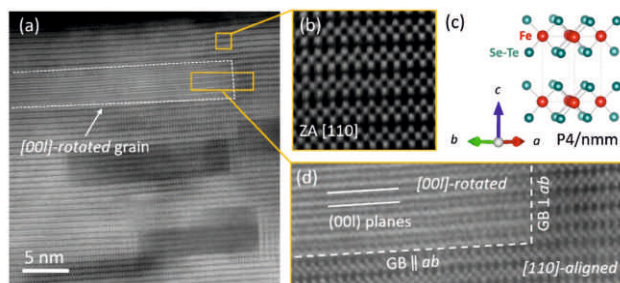 (a)
[00l]-rotated grain
5 nm
(b)
ZA [110]
(c)
Fe
Se-Te
c
b
a
P4/nmm
(d)
[00l]-rotated
(00l) planes
GB ⊥ ab
GB ∥ ab
[110]-aligned